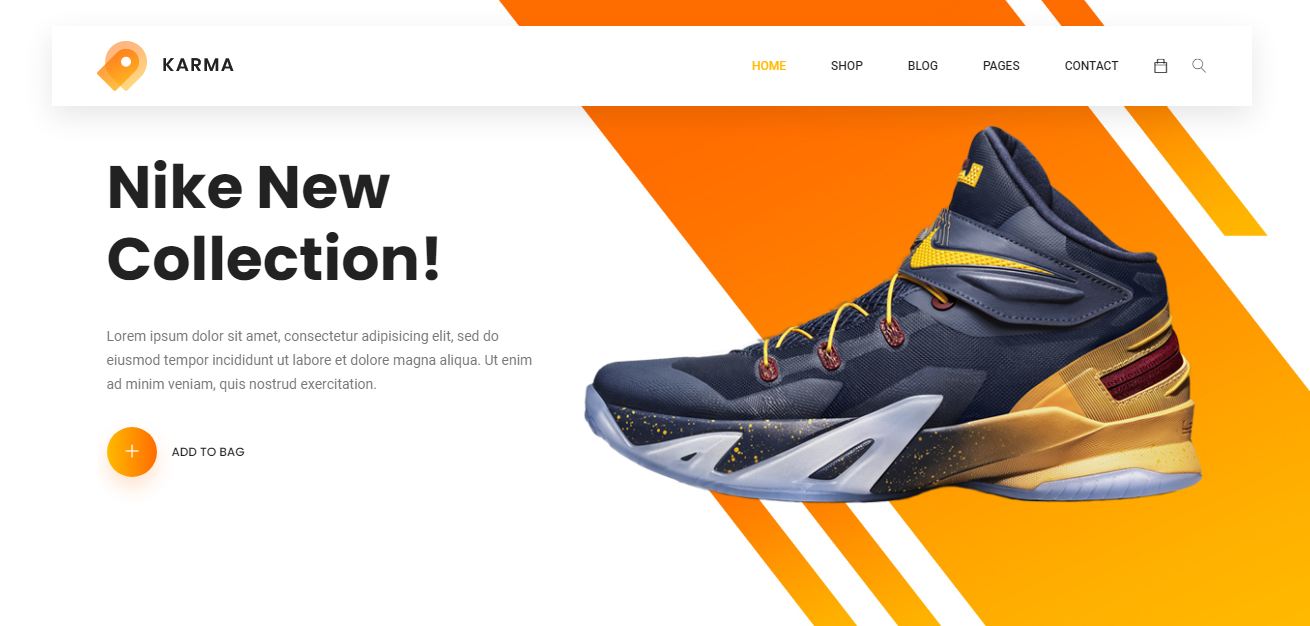 KARMA
HOME SHOP BLOG PAGES CONTACT
Nike New
Collection!
Lorem ipsum dolor sit amet, consectetur adipisicing elit, sed do
eiusmod tempor incididunt ut labore et dolore magna aliqua. Ut enim
ad minim veniam, quis nostrud exercitation.
ADD TO BAG